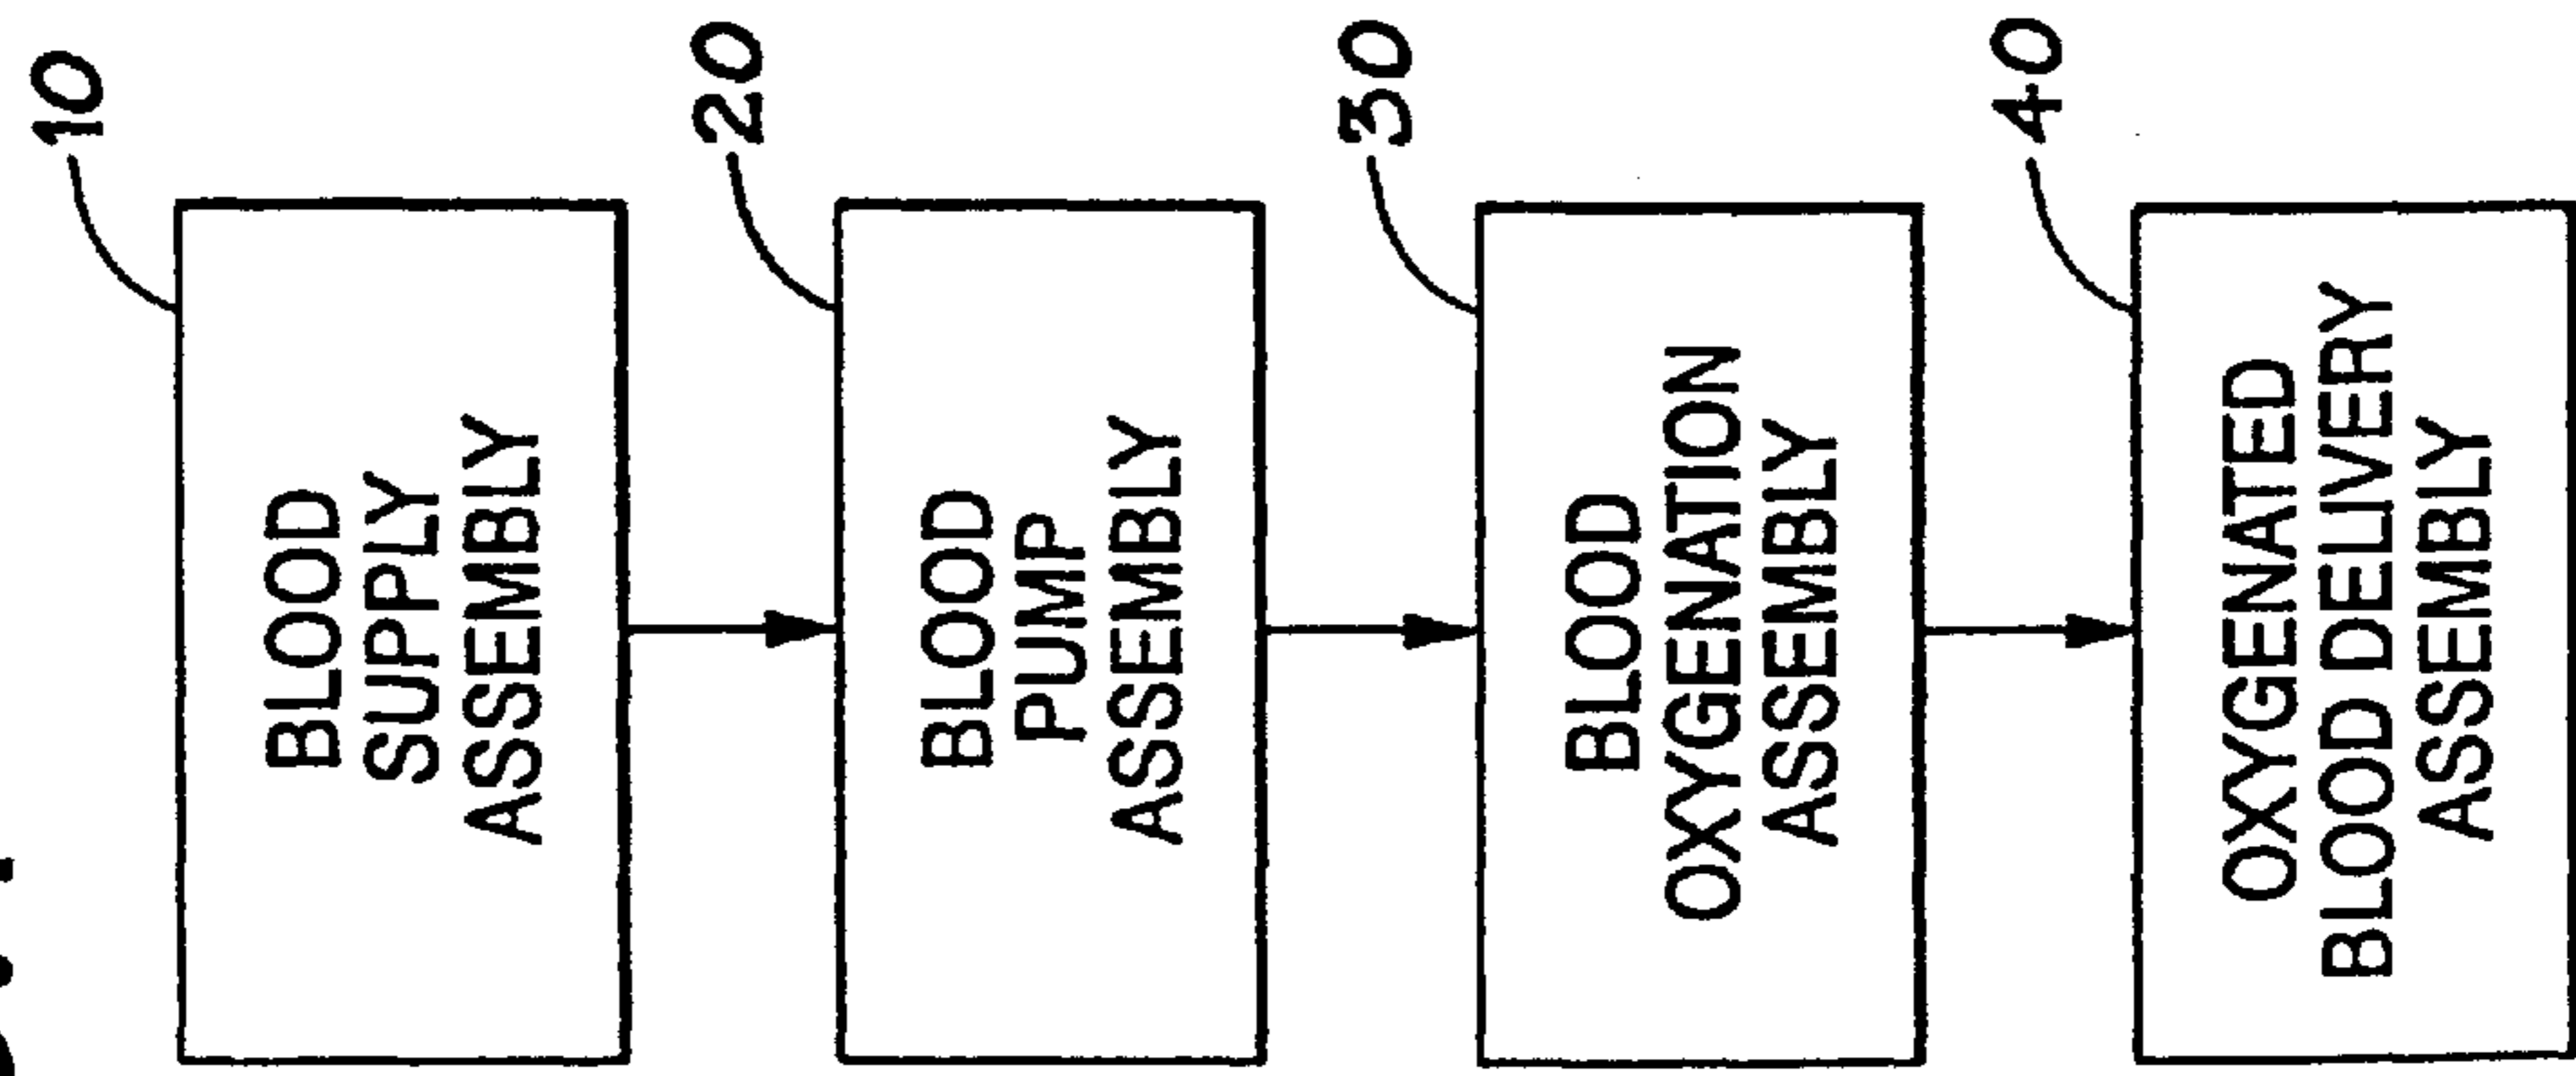 10
BLOOD
SUPPLY
ASSEMBLY
20
BLOOD
PUMP
ASSEMBLY
30
BLOOD
OXYGENATION
ASSEMBLY
40
OXYGENATED
BLOOD DELIVERY
ASSEMBLY